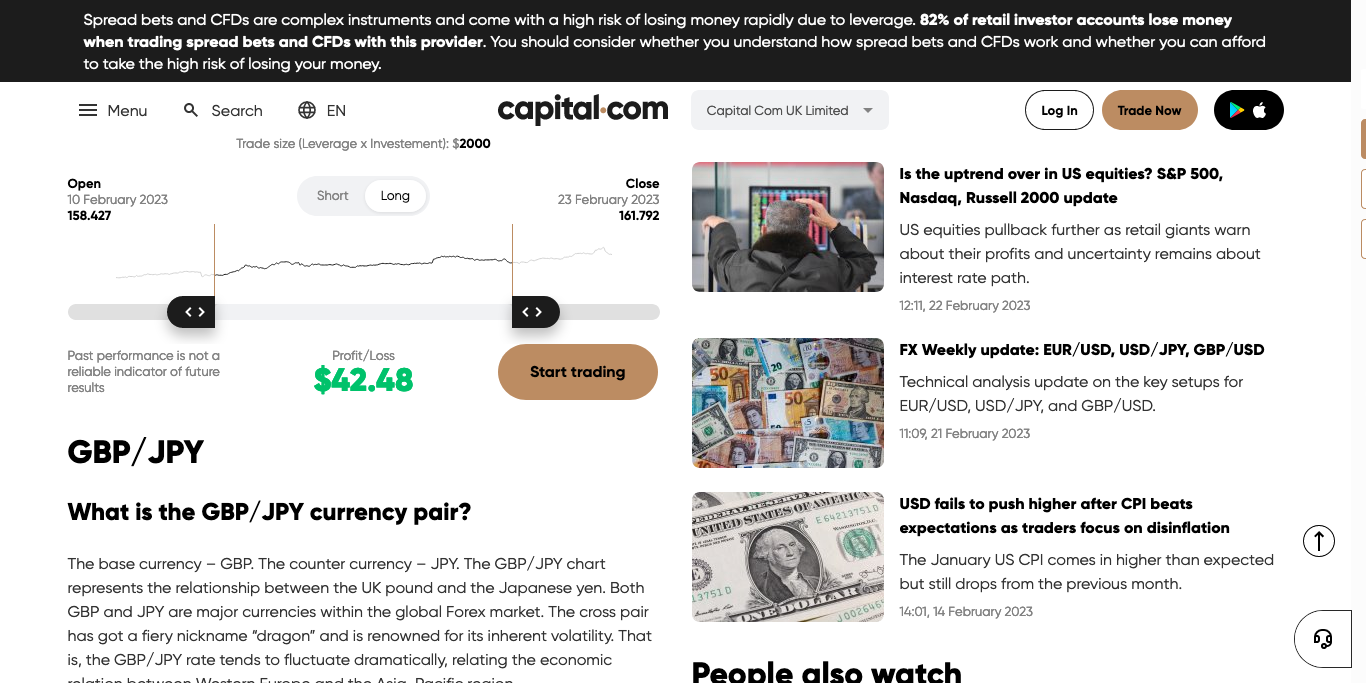 Spread bets and CFDs are complex instruments and come with a high risk of losing money rapidly due to leverage. 82% of retail investor accounts lose money
when trading spread bets and CFDs with this provider. You should consider whether you understand how spread bets and CFDs work and whether you can afford
to take the high risk of losing your money.
Menu
Search
EN
capital.com
Capital Com UK Limited
Log In
Trade Now
Trade size (Leverage x Investement): $2000
Open
10 February 2023
158.427
Short
Long
Close
23 February 2023
161.792
Past performance is not a
reliable indicator of future
results
Profit/Loss
$42.48
Start trading
GBP/JPY
What is the GBP/JPY currency pair?
The base currency – GBP. The counter currency – JPY. The GBP/JPY chart
represents the relationship between the UK pound and the Japanese yen. Both
GBP and JPY are major currencies within the global Forex market. The cross pair
has got a fiery nickname “dragon” and is renowned for its inherent volatility. That
is, the GBP/JPY rate tends to fluctuate dramatically, relating the economic
relation between Western Europe and the Asia-Pacific region.
Is the uptrend over in US equities? S&P 500,
Nasdaq, Russell 2000 update
US equities pullback further as retail giants warn
about their profits and uncertainty remains about
interest rate path.
12:11, 22 February 2023
FX Weekly update: EUR/USD, USD/JPY, GBP/USD
Technical analysis update on the key setups for
EUR/USD, USD/JPY, and GBP/USD.
11:09, 21 February 2023
USD fails to push higher after CPI beats
expectations as traders focus on disinflation
The January US CPI comes in higher than expected
but still drops from the previous month.
14:01, 14 February 2023
People also watch